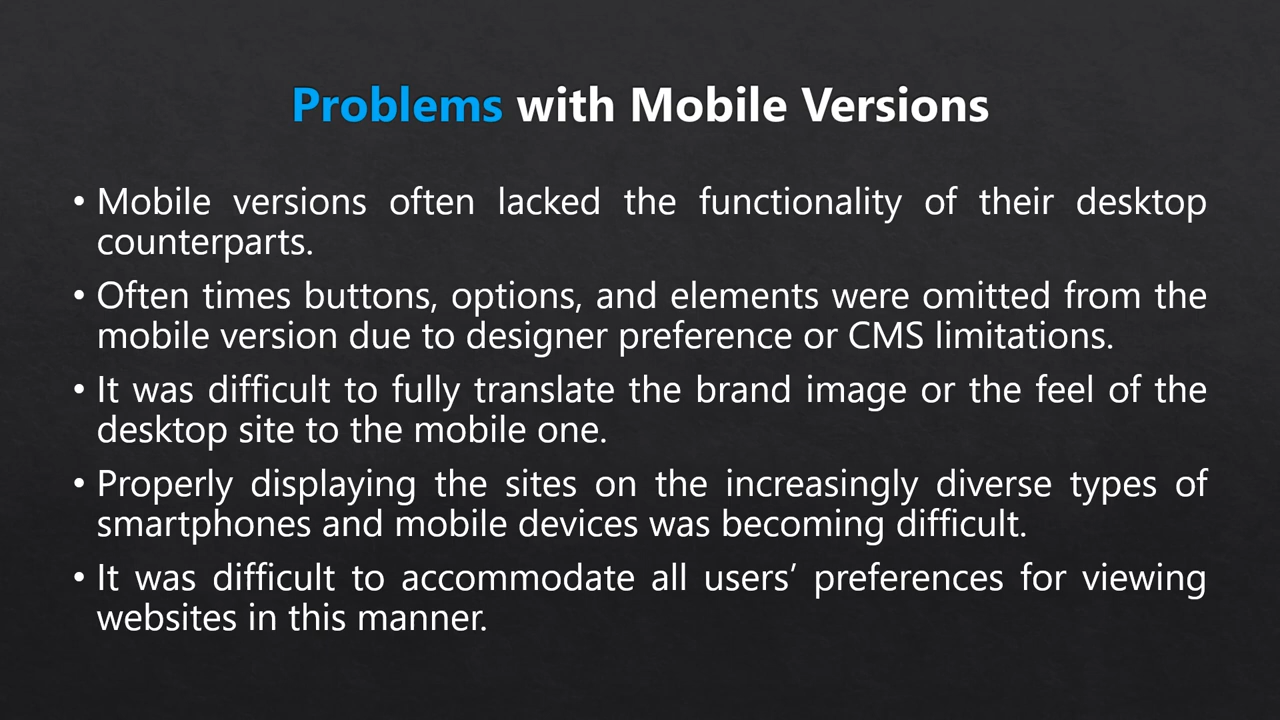 Problems with Mobile Versions
• Mobile versions often lacked the functionality of their desktop
counterparts.
• Often times buttons, options, and elements were omitted from the
mobile version due to designer preference or CMS limitations.
• It was difficult to fully translate the brand image or the feel of the
desktop site to the mobile one.
• Properly displaying the sites on the increasingly diverse types of
smartphones and mobile devices was becoming difficult.
• It was difficult to accommodate all users’ preferences for viewing
websites in this manner.